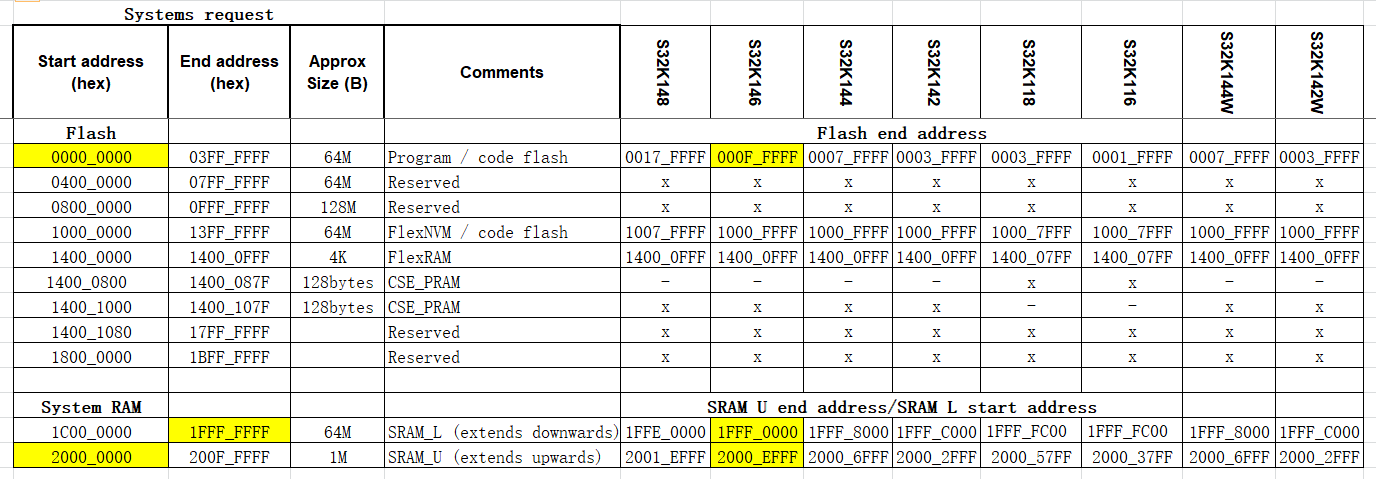 Systems request
Start address (hex) End address (hex) Approx Size (B) Comments S32K148 S32K146 S32K144 S32K142 S32K118 S32K116 S32K144W S32K142W
Flash Flash end address
0000_0000 03FF_FFFF 64M Program / code flash 0017_FFFF 000F_FFFF 0007_FFFF 0003_FFFF 0003_FFFF 0001_FFFF 0007_FFFF 0003_FFFF
0400_0000 07FF_FFFF 64M Reserved x x x x x x x x
0800_0000 0FFF_FFFF 128M Reserved x x x x x x x x
1000_0000 13FF_FFFF 64M FlexNVM / code flash 1007_FFFF 1000_FFFF 1000_FFFF 1000_FFFF 1000_7FFF 1000_7FFF 1000_FFFF 1000_FFFF
1400_0000 1400_0FFF 4K FlexRAM 1400_0FFF 1400_0FFF 1400_0FFF 1400_0FFF 1400_07FF 1400_07FF 1400_0FFF 1400_0FFF
1400_0800 1400_087F 128bytes CSE_PRAM - - - - x x - -
1400_1000 1400_107F 128bytes CSE_PRAM x x x x - - x x
1400_1080 17FF_FFFF Reserved x x x x x x x x
1800_0000 1BFF_FFFF Reserved x x x x x x x x
System RAM SRAM U end address/SRAM L start address
1C00_0000 1FFF_FFFF 64M SRAM_L (extends downwards) 1FFE_0000 1FFF_0000 1FFF_8000 1FFF_C000 1FFF_FC00 1FFF_FC00 1FFF_8000 1FFF_C000
2000_0000 200F_FFFF 1M SRAM_U (extends upwards) 2001_EFFF 2000_EFFF 2000_6FFF 2000_2FFF 2000_57FF 2000_37FF 2000_6FFF 2000_2FFF